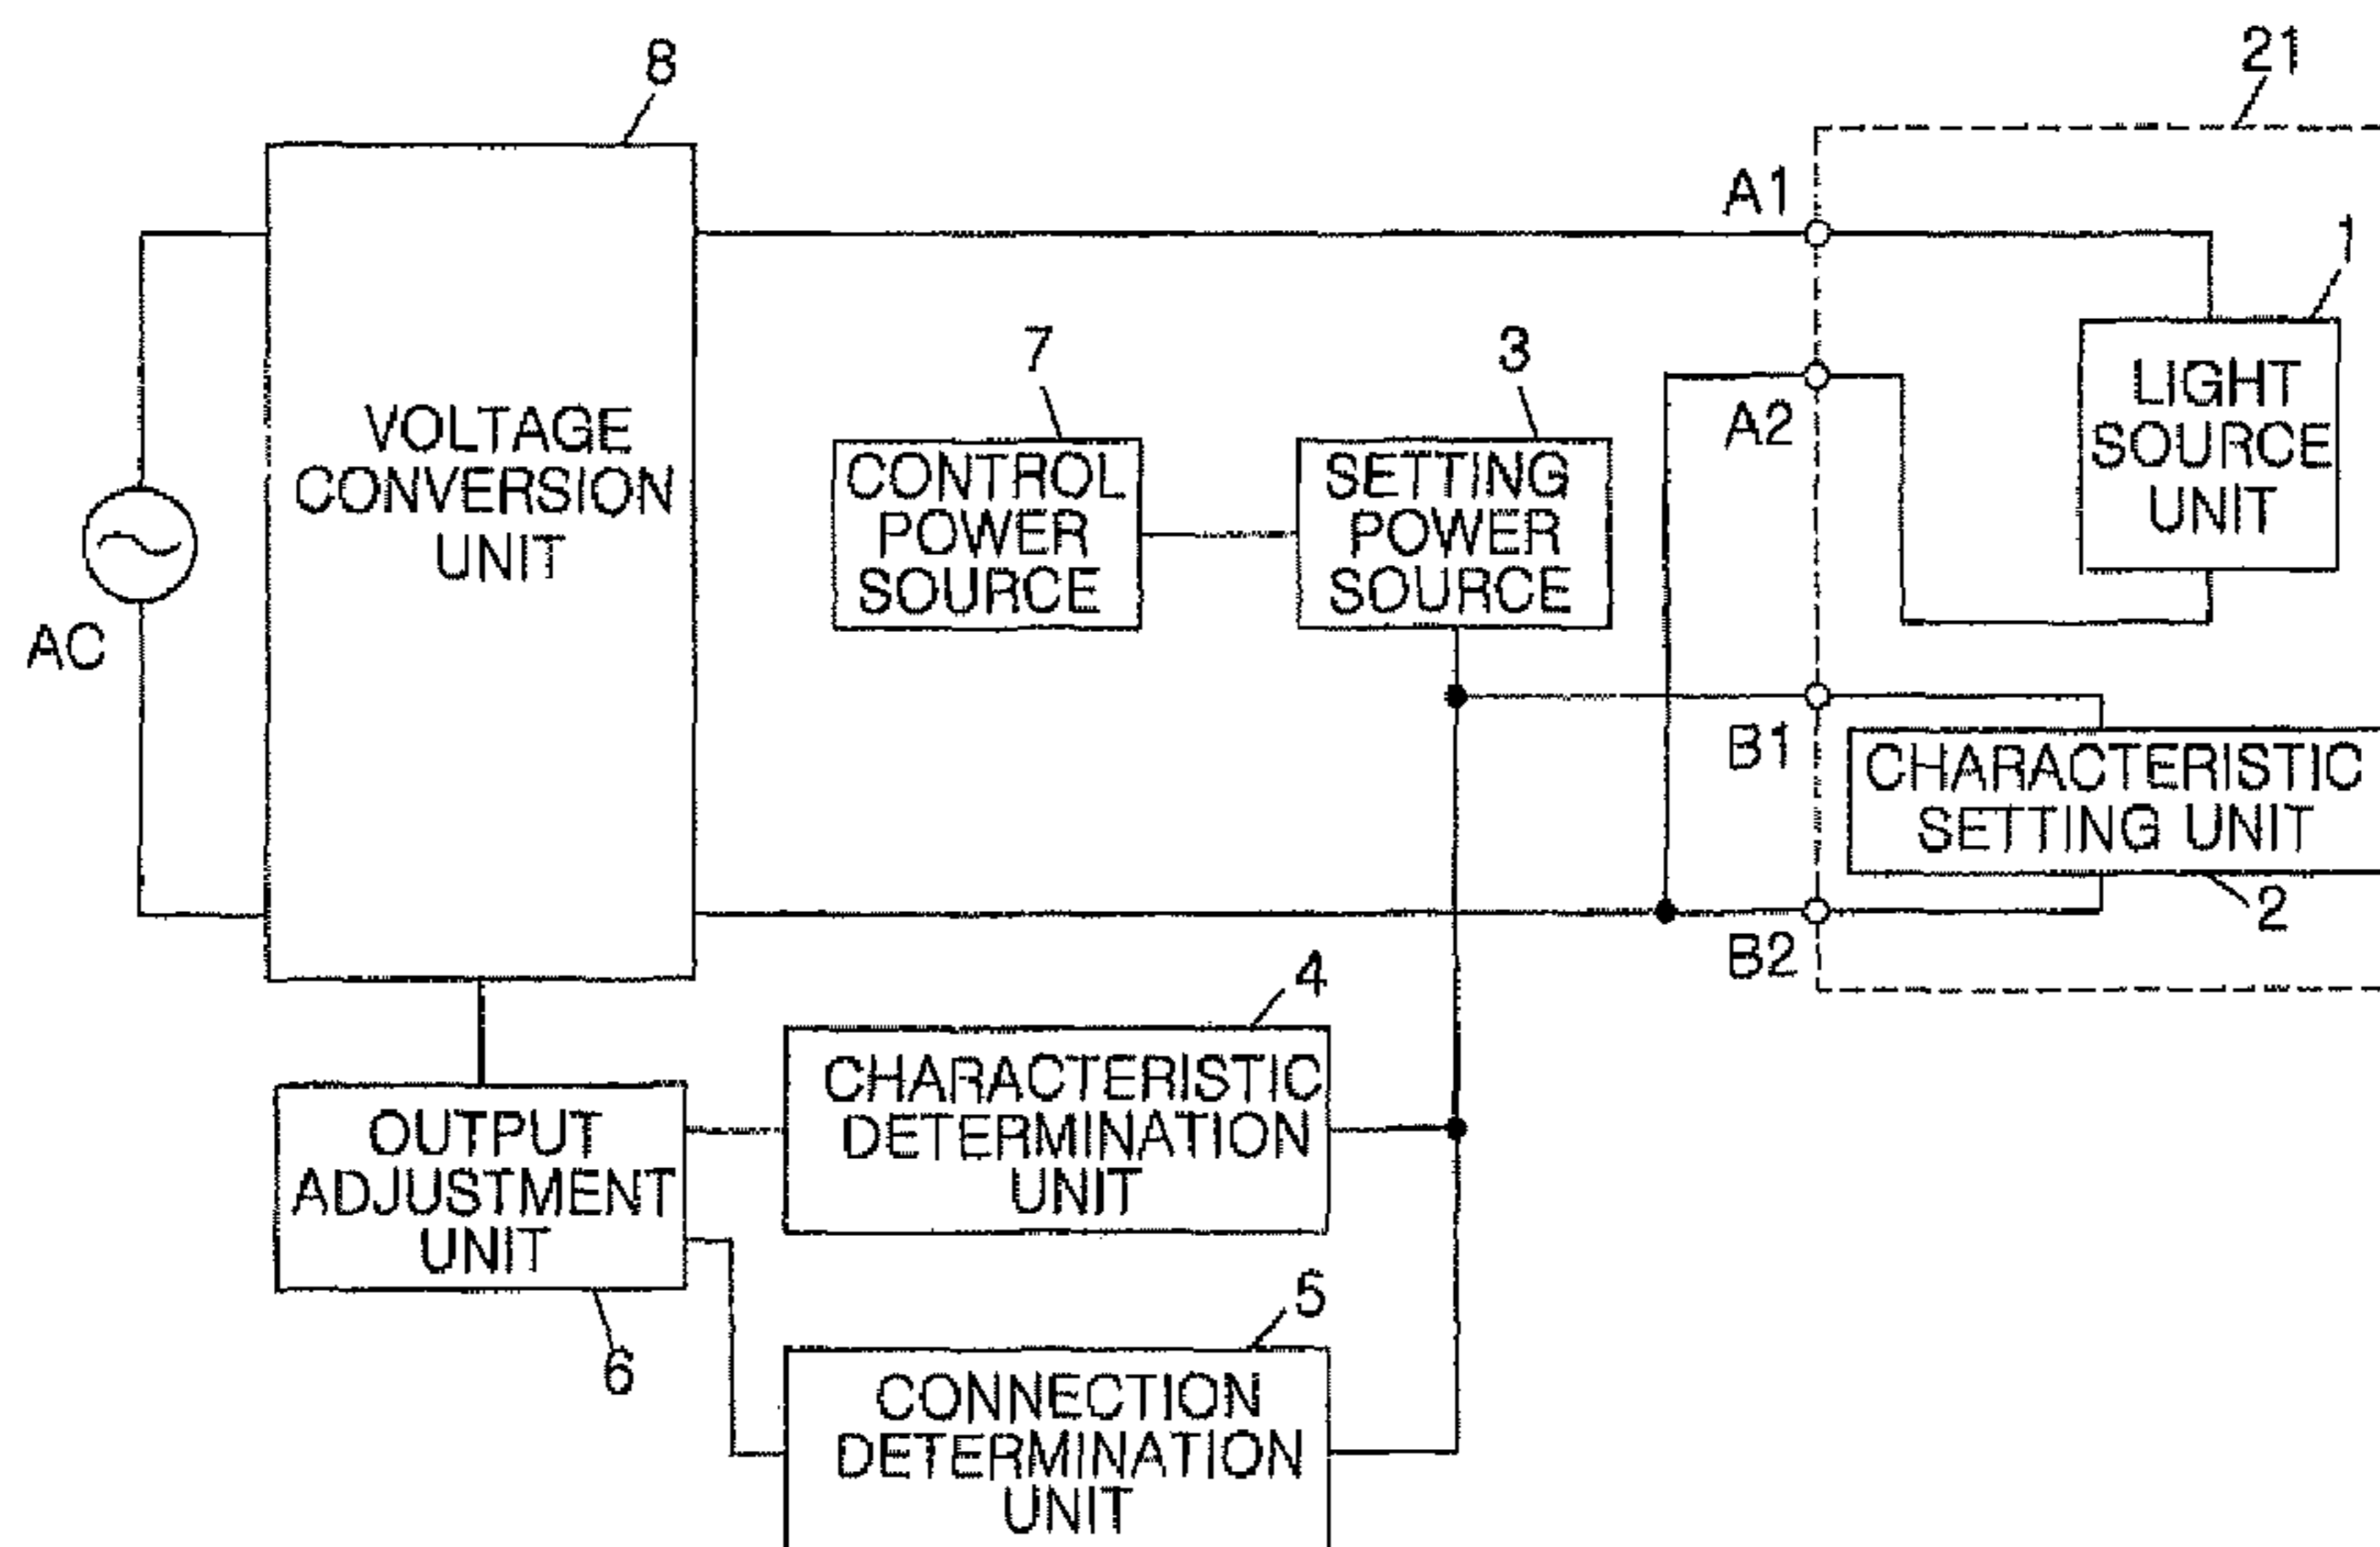 8
21
A1
1
7
3
LIGHT
SOURCE
UNIT
A2
VOLTAGE
CONVERSION
UNIT
CONTROL
POWER
SOURCE
SETTING
POWER
SOURCE
AC
B1
CHARACTERISTIC
SETTING UNIT
2
B2
4
CHARACTERISTIC
DETERMINATION
UNIT
OUTPUT
ADJUSTMENT
UNIT
6
5
CONNECTION
DETERMINATION
UNIT